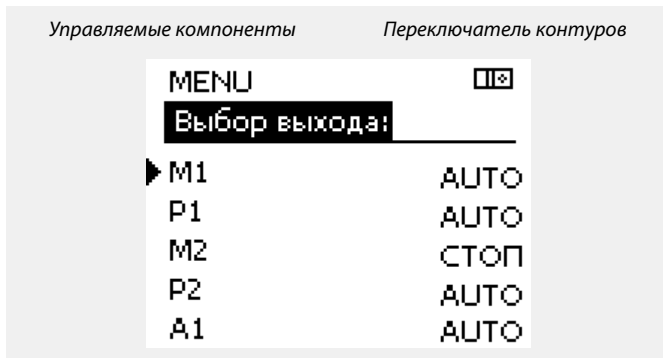 Управляемые компоненты Переключатель контуров
MENU
Выбор выхода:
M1 AUTO
P1 AUTO
M2 СТОП
P2 AUTO
A1 AUTO